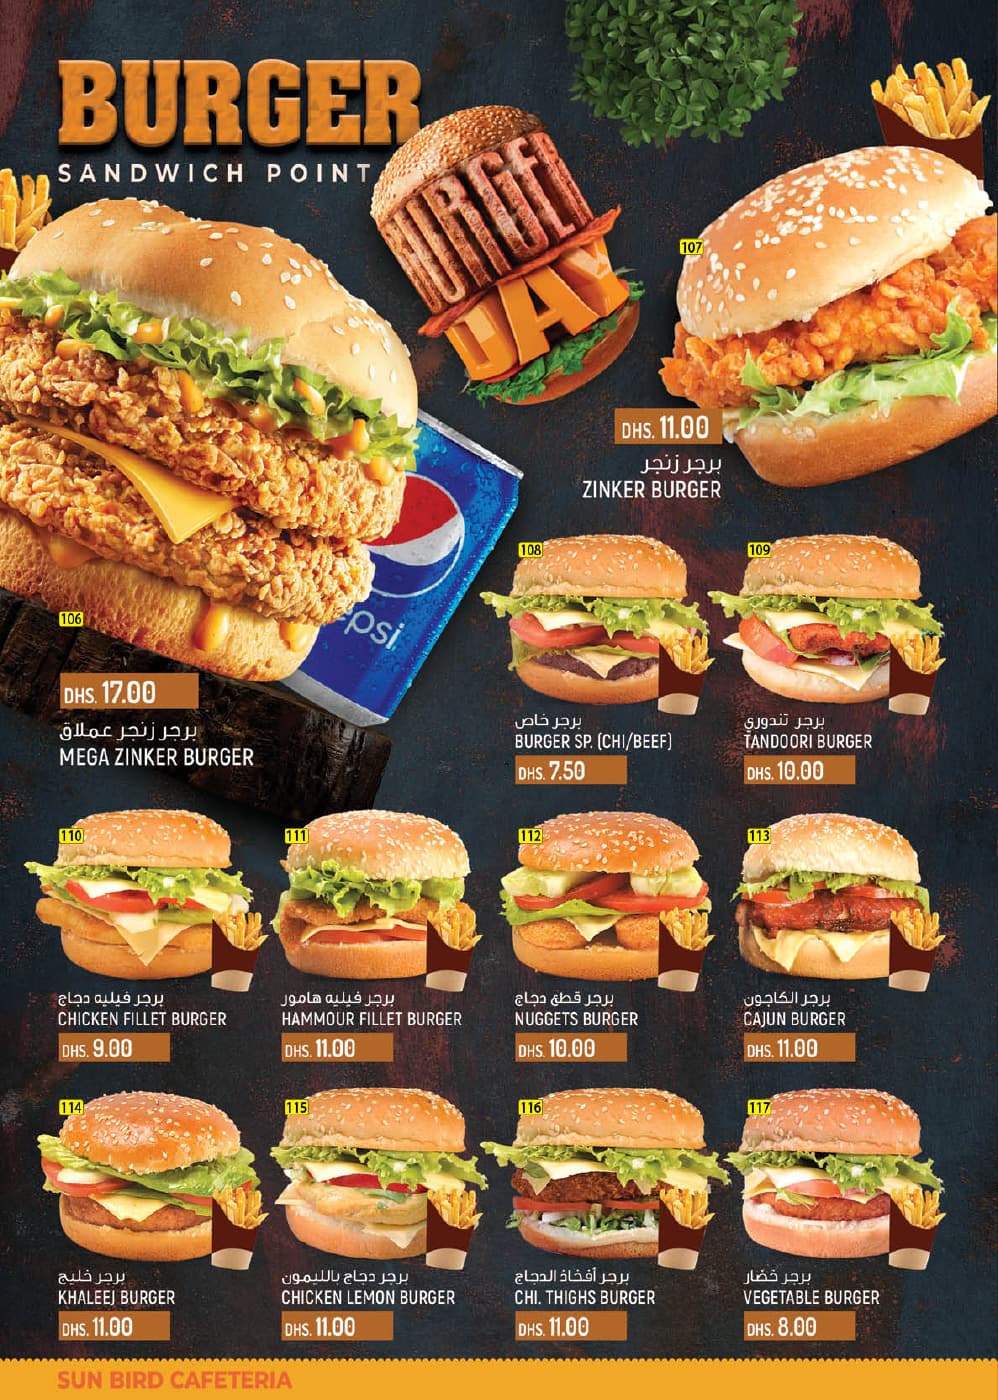 BURGER
SANDWICH POINT
BURGER
DAY
107
DHS. 11.00
برجر زنجر
ZINKER BURGER
pepsi
106
DHS. 17.00
برجر زنجر عملاق
MEGA ZINKER BURGER
108
برجر خاص
BURGER SP. (CHI/BEEF)
DHS. 7.50
109
برجر تندوري
TANDOORI BURGER
DHS. 10.00
110
برجر فيليه دجاج
CHICKEN FILLET BURGER
DHS. 9.00
111
برجر فيليه هامور
HAMMOUR FILLET BURGER
DHS. 11.00
112
برجر قطع دجاج
NUGGETS BURGER
DHS. 10.00
113
برجر الكاجون
CAJUN BURGER
DHS. 11.00
114
برجر خليج
KHALEEJ BURGER
DHS. 11.00
115
برجر دجاج بالليمون
CHICKEN LEMON BURGER
DHS. 11.00
116
برجر أفخاذ الدجاج
CHI. THIGHS BURGER
DHS. 11.00
117
برجر خضار
VEGETABLE BURGER
DHS. 8.00
SUN BIRD CAFETERIA